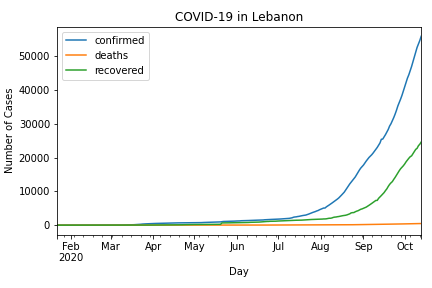 COVID-19 in Lebanon
confirmed
deaths
recovered
Number of Cases
50000
40000
30000
20000
10000
0
Feb Mar Apr May Jun Jul Aug Sep Oct
2020
Day